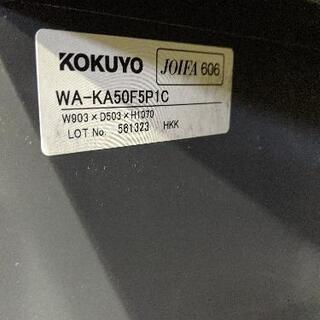 KOKUYO JOIFA 606
WA-KA50F5P1C
W903×D503×H1070
LOT No. 561323 HKK